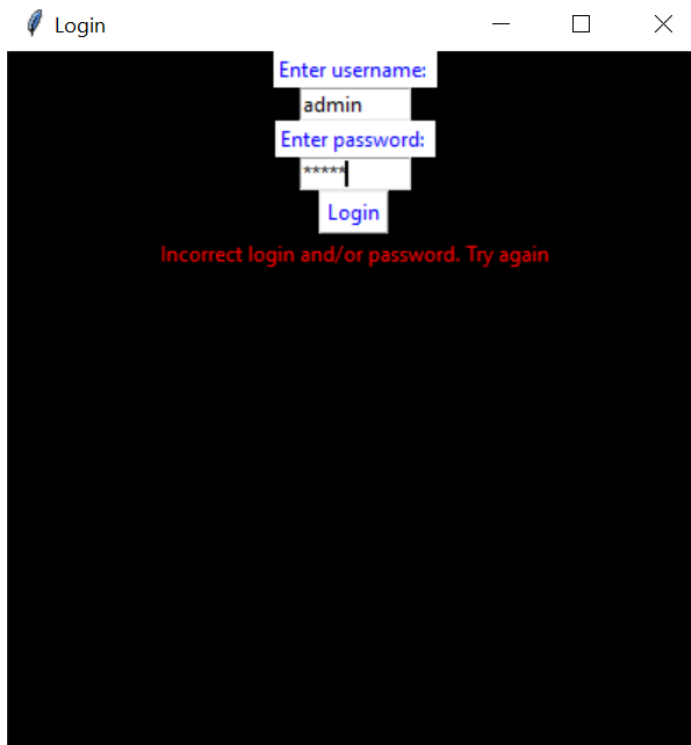 Login
Enter username:
admin
Enter password:
*****
Login
Incorrect login and/or password. Try again